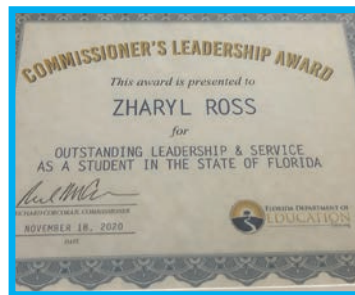 COMMISSIONER'S LEADERSHIP AWARD
This award is presented to
ZHARYL ROSS
for
OUTSTANDING LEADERSHIP & SERVICE
AS A STUDENT IN THE STATE OF FLORIDA
RICHARD CORCORAN, COMMISSIONER
NOVEMBER 18, 2020
DATE
FLORIDA DEPARTMENT OF
EDUCATION